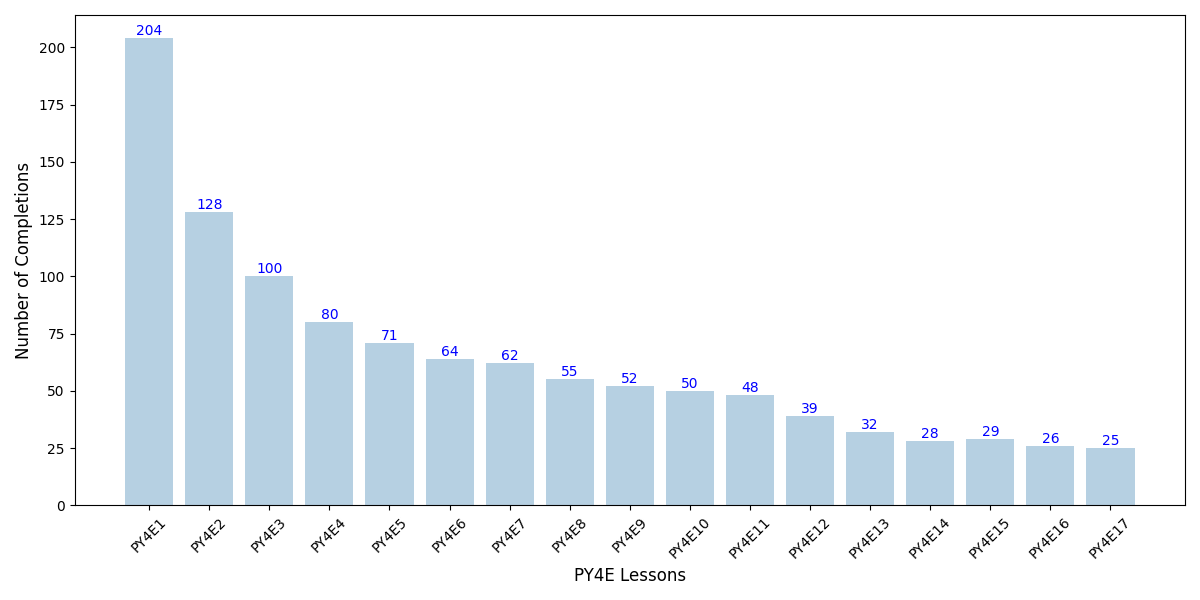 204
128
100
80
71
64
62
55
52
50
48
39
32
28
29
26
25
200
175
150
125
100
75
50
25
0
Number of Completions
PY4E1
PY4E2
PY4E3
PY4E4
PY4E5
PY4E6
PY4E7
PY4E8
PY4E9
PY4E10
PY4E11
PY4E12
PY4E13
PY4E14
PY4E15
PY4E16
PY4E17
PY4E Lessons